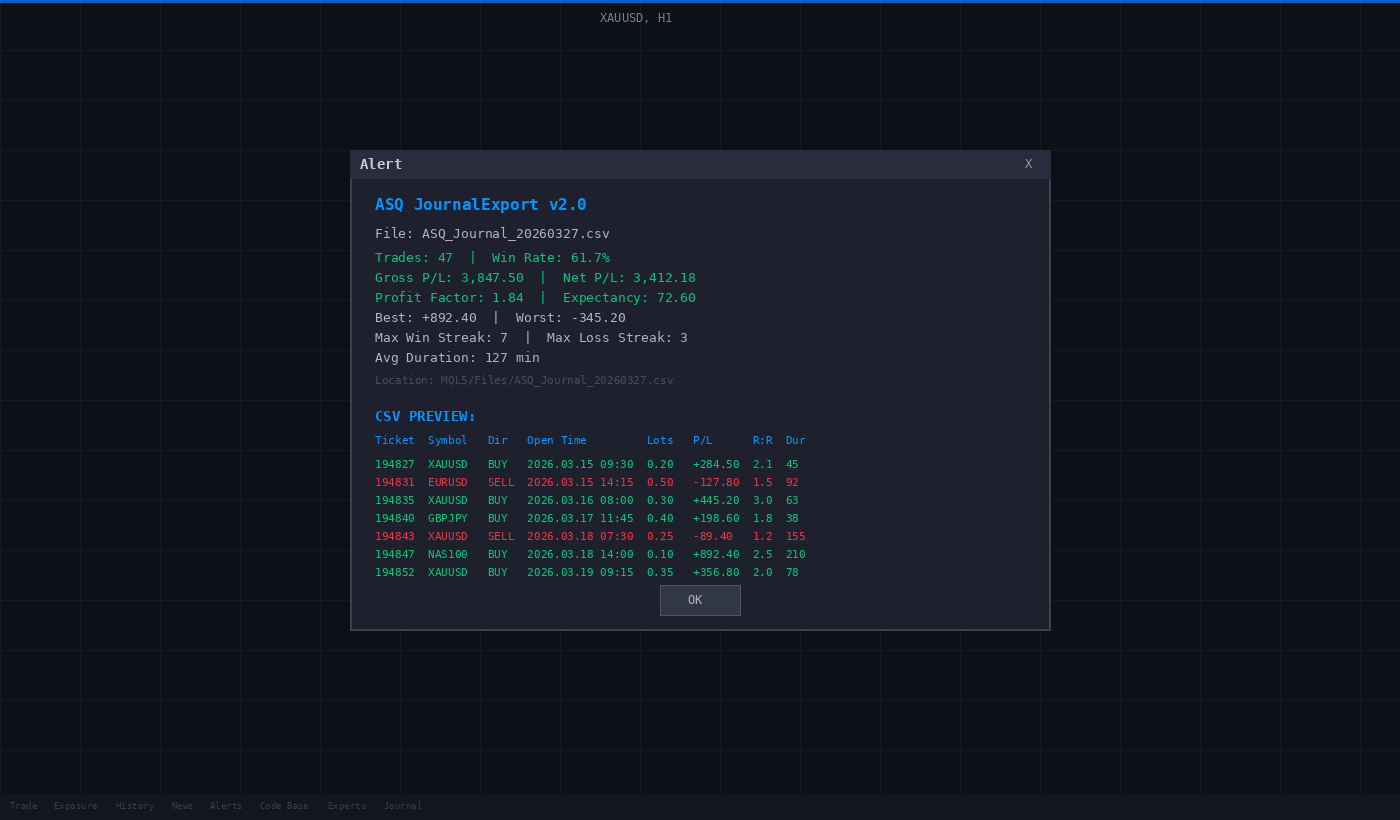 XAUUSD, H1
Alert X
ASQ JournalExport v2.0
File: ASQ_Journal_20260327.csv
Trades: 47 | Win Rate: 61.7%
Gross P/L: 3,847.50 | Net P/L: 3,412.18
Profit Factor: 1.84 | Expectancy: 72.60
Best: +892.40 | Worst: -345.20
Max Win Streak: 7 | Max Loss Streak: 3
Avg Duration: 127 min
Location: MQL5/Files/ASQ_Journal_20260327.csv
CSV PREVIEW:
Ticket Symbol Dir Open Time Lots P/L R:R Dur
194827 XAUUSD BUY 2026.03.15 09:30 0.20 +284.50 2.1 45
194831 EURUSD SELL 2026.03.15 14:15 0.50 -127.80 1.5 92
194835 XAUUSD BUY 2026.03.16 08:00 0.30 +445.20 3.0 63
194840 GBPJPY BUY 2026.03.17 11:45 0.40 +198.60 1.8 38
194843 XAUUSD SELL 2026.03.18 07:30 0.25 -89.40 1.2 155
194847 NAS100 BUY 2026.03.18 14:00 0.10 +892.40 2.5 210
194852 XAUUSD BUY 2026.03.19 09:15 0.35 +356.80 2.0 78
OK
Trade Exposure History News Alerts Code Base Experts Journal